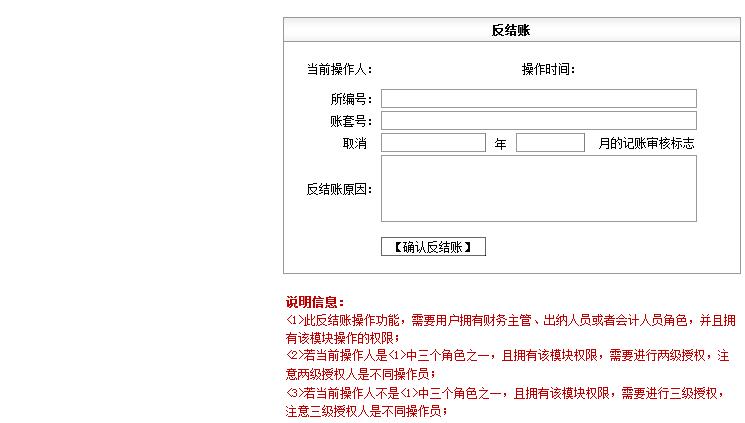 反结账
当前操作人： 操作时间：
所编号：
账套号：
取消 年 月的记账审核标志
反结账原因：
【确认反结账】
说明信息：
<1>此反结账操作功能，需要用户拥有财务主管、出纳人员或者会计人员角色，并且拥
有该模块操作的权限；
<2>若当前操作人是<1>中三个角色之一，且拥有该模块权限，需要进行两级授权，注
意两级授权人是不同操作员；
<3>若当前操作人不是<1>中三个角色之一，且拥有该模块权限，需要进行三级授权，
注意三级授权人是不同操作员；